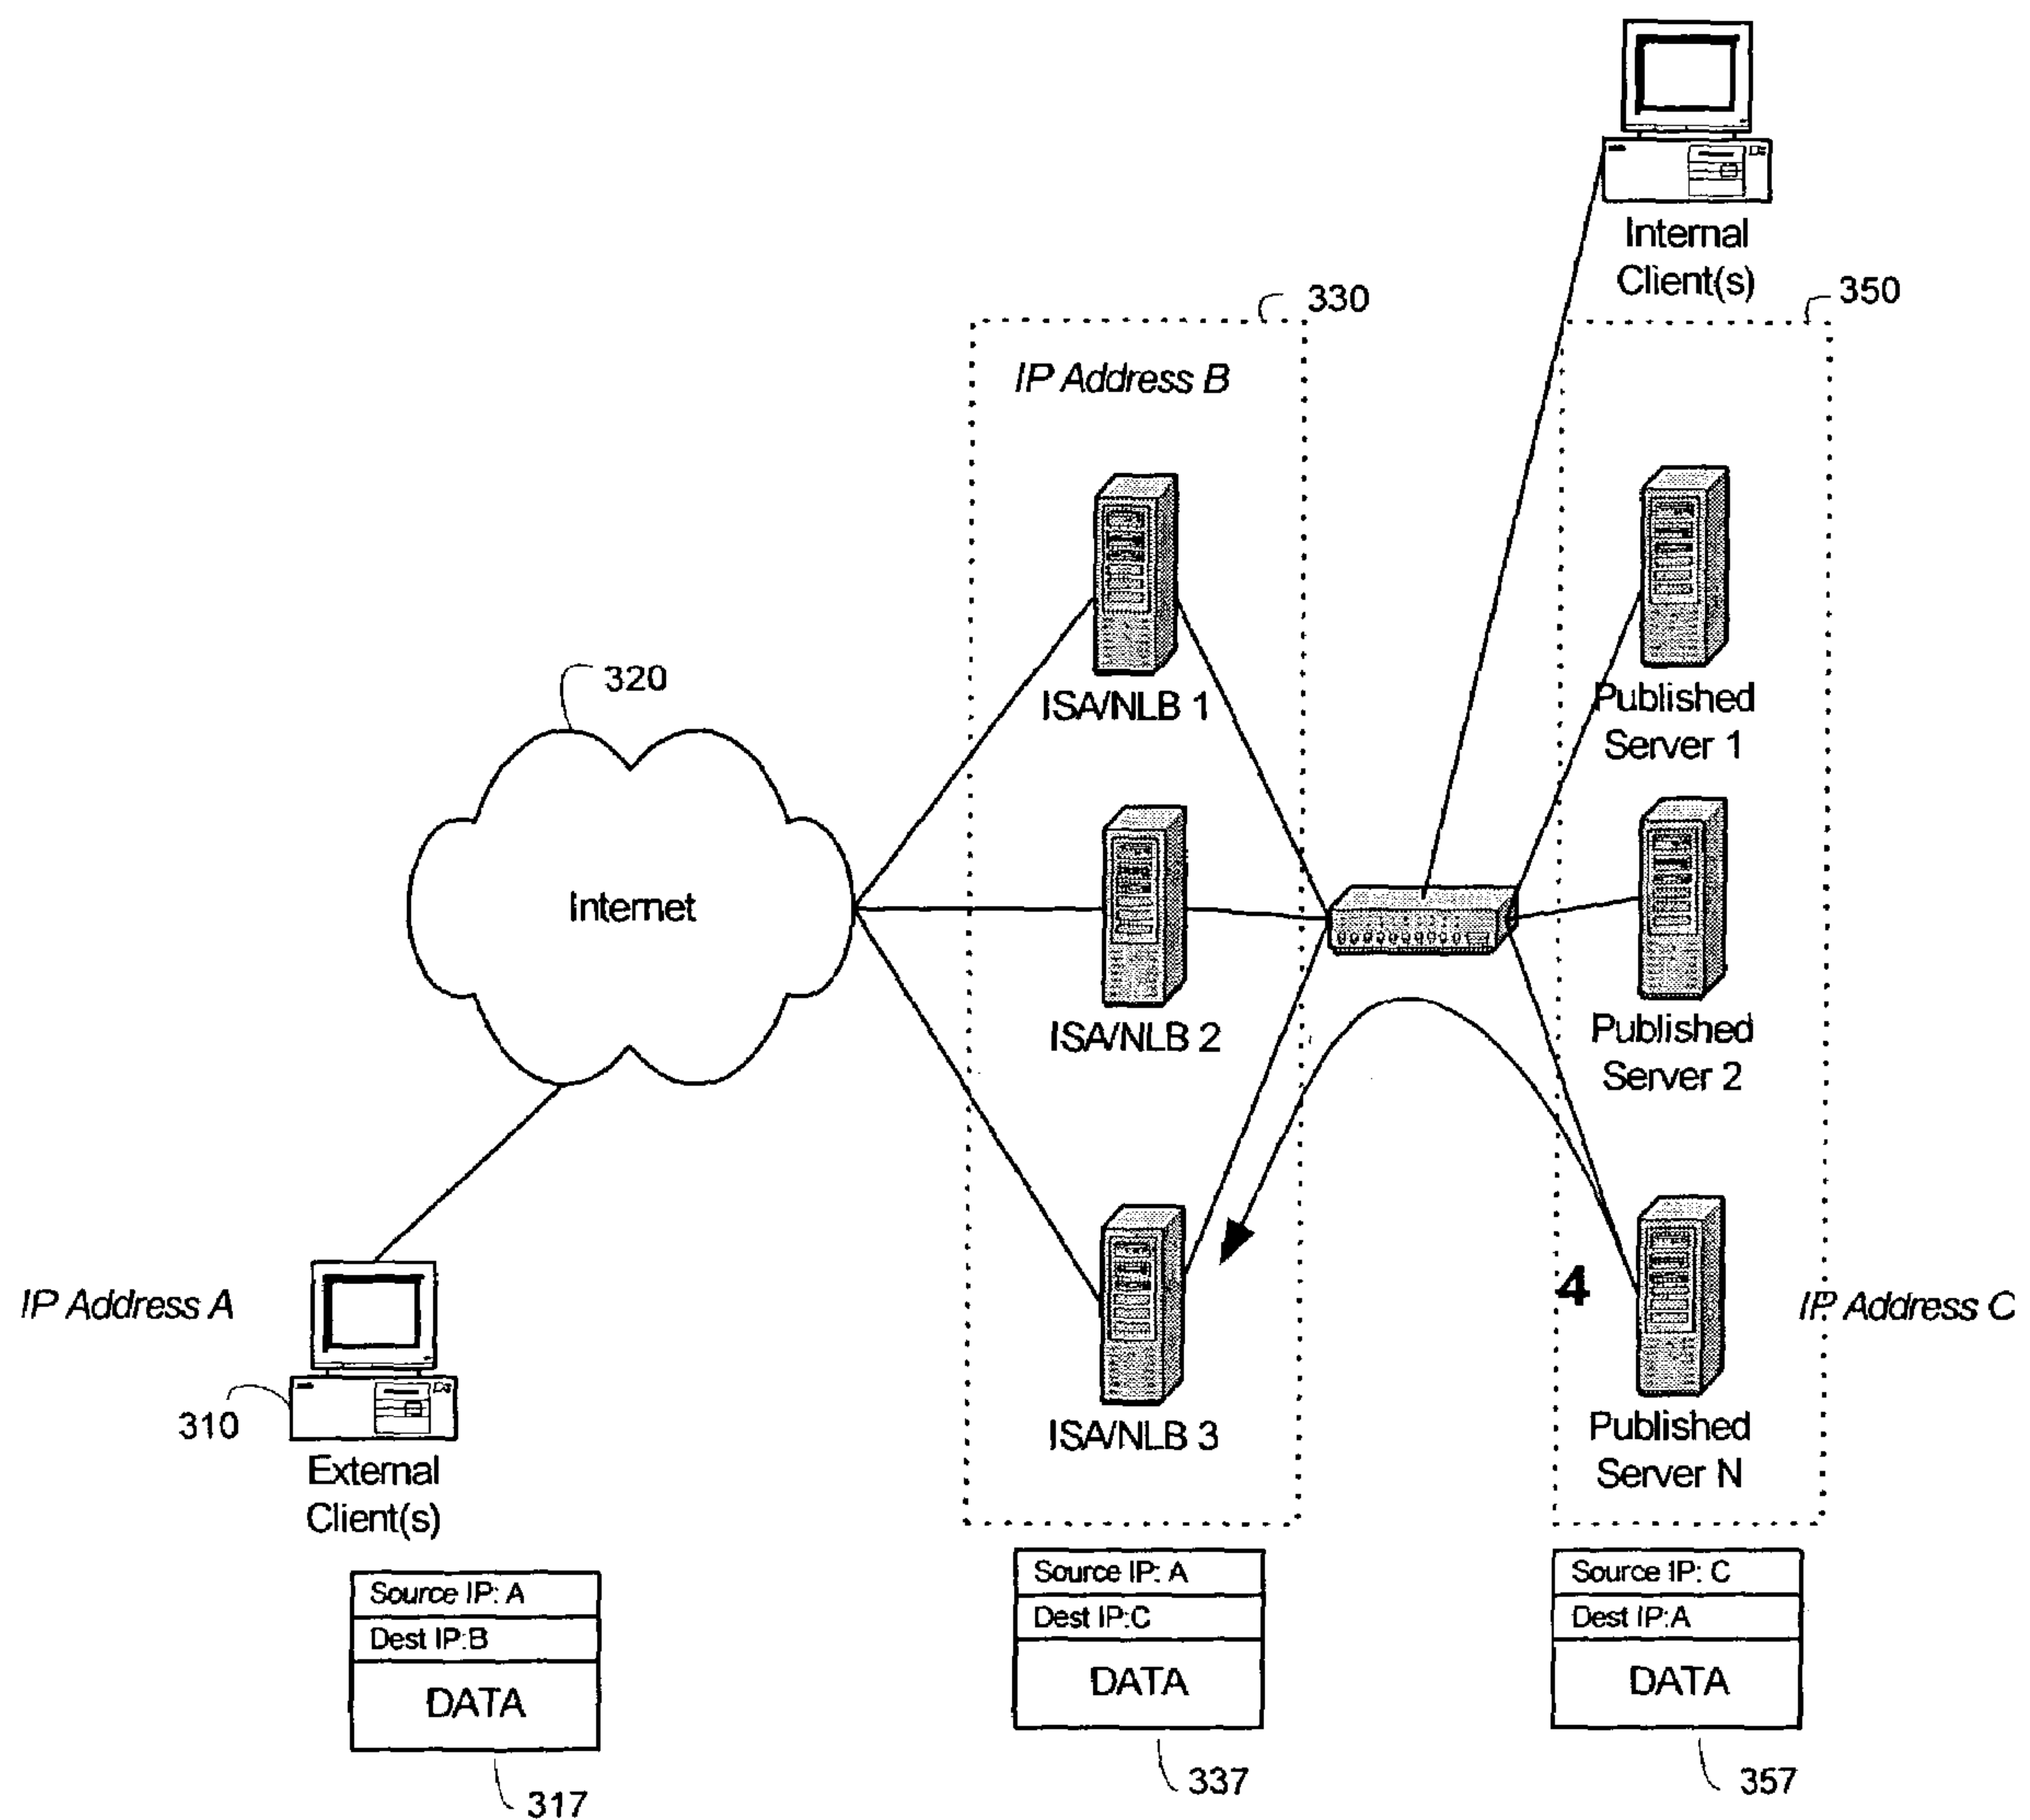 Internal
Client(s)
330
350
IP Address B
320
ISA/NLB 1
Published
Server 1
Internet
ISA/NLB 2
Published
Server 2
IP Address A
4
IP Address C
310
External
Client(s)
ISA/NLB 3
Published
Server N
Source IP: A
Dest IP:B
DATA
317
Source IP: A
Dest IP:C
DATA
337
Source IP: C
Dest IP:A
DATA
357